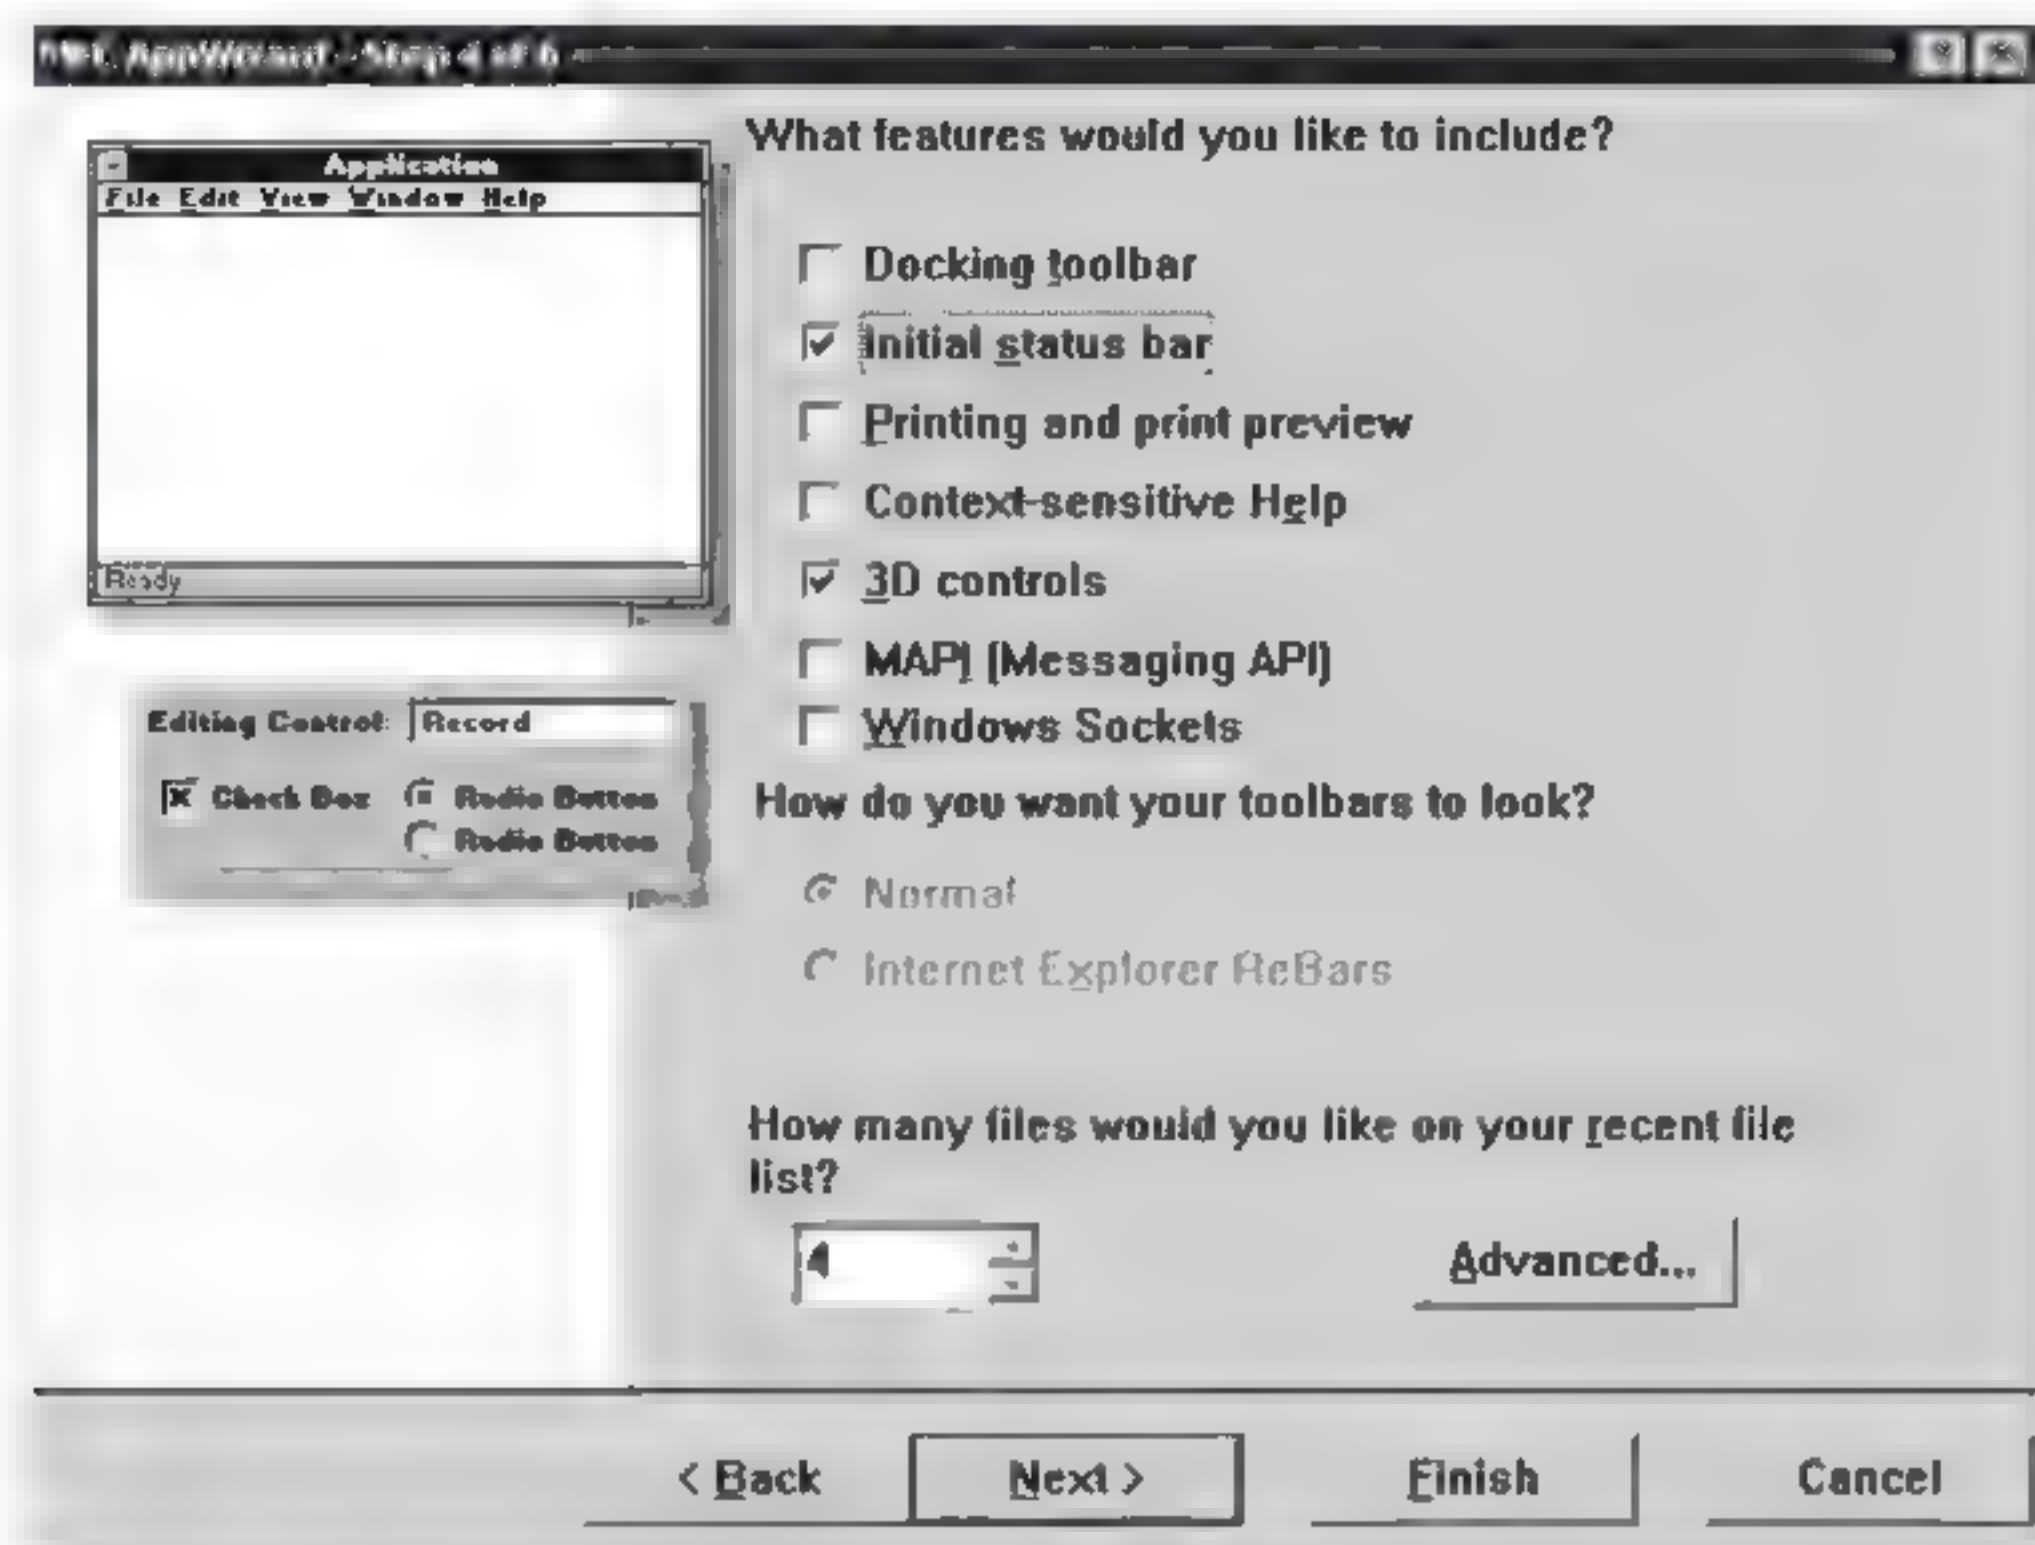 MFC AppWizard - Step 4 of 6
Application
File Edit View Window Help
Ready
Editing Control: Record
Check Box Radio Button
Radio Button
What features would you like to include?
Docking toolbar
Initial status bar
Printing and print preview
Context-sensitive Help
3D controls
MAPI (Messaging API)
Windows Sockets
How do you want your toolbars to look?
Normal
Internet Explorer ReBars
How many files would you like on your recent file
list?
4
Advanced...
< Back Next > Finish Cancel